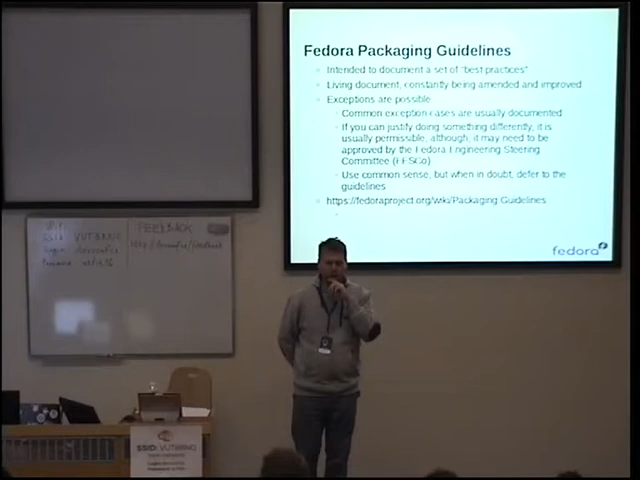 Fedora Packaging Guidelines
Intended to document a set of "best practices"
Living document, constantly being amended and improved
Exceptions are possible
Common exception cases are usually documented
If you can justify doing something differently, it is
usually permissible, although, it may need to be
approved by the Fedora Engineering Steering
Committee (FESCo)
Use common sense, but when in doubt, defer to the
guidelines
https://fedoraproject.org/wiki/Packaging Guidelines
fedora
FEEDBACK
SSID: VUTBRNO